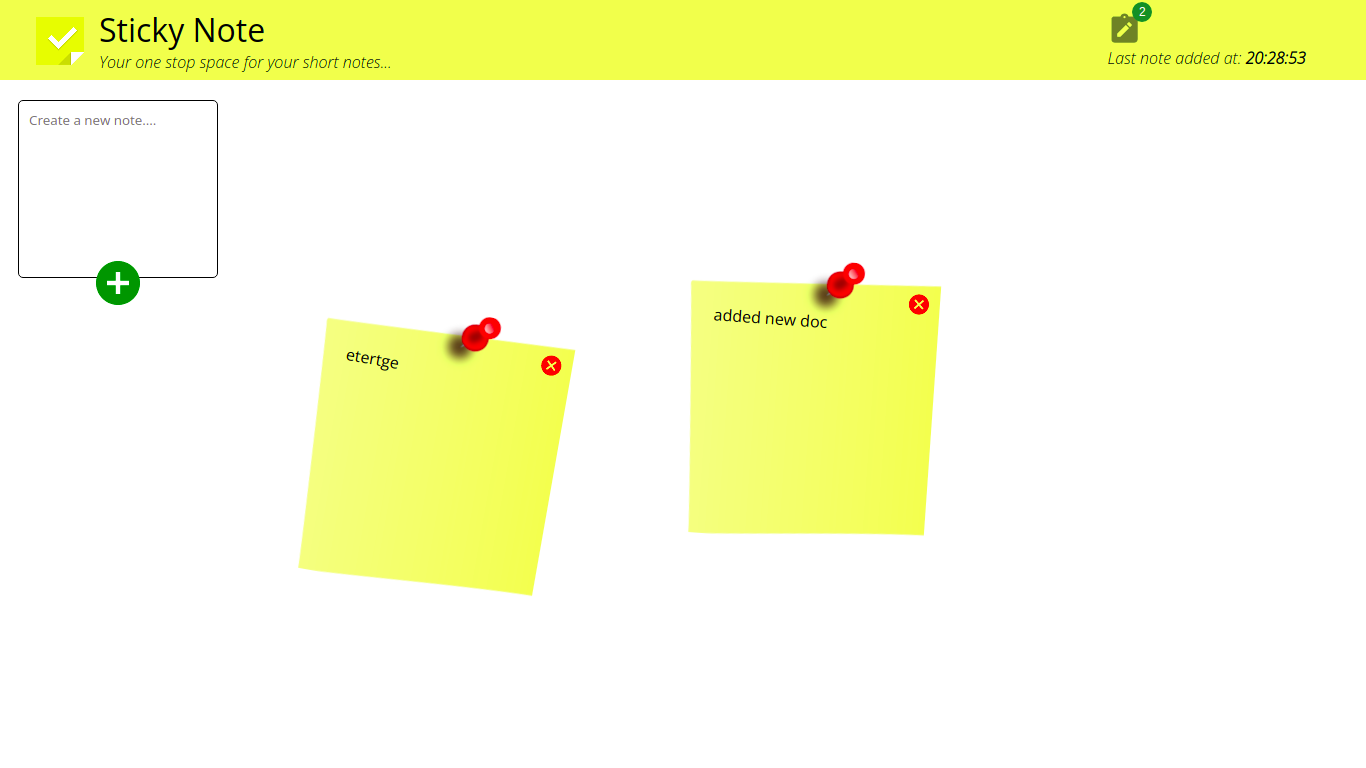 Sticky Note
Your one stop space for your short notes...
2
Last note added at: 20:28:53
Create a new note....
etertge
added new doc